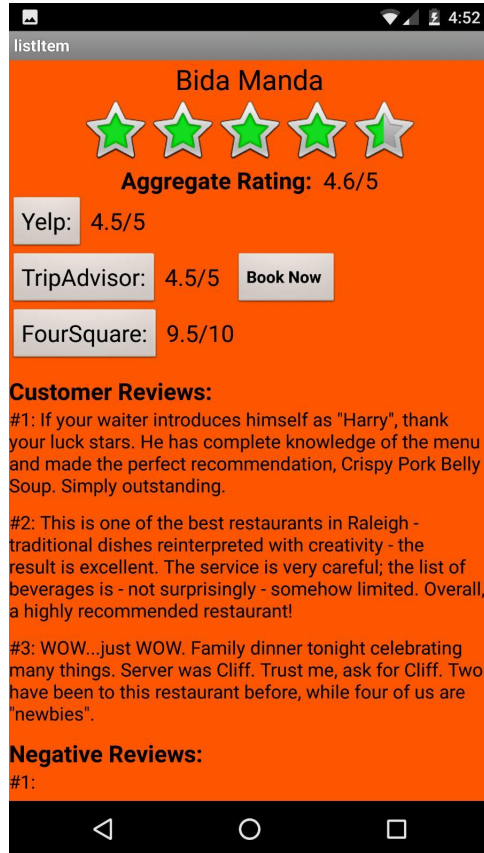 4:52
listItem
Bida Manda
Aggregate Rating: 4.6/5
Yelp: 4.5/5
TripAdvisor: 4.5/5 Book Now
FourSquare: 9.5/10
Customer Reviews:
#1: If your waiter introduces himself as "Harry", thank
your luck stars. He has complete knowledge of the menu
and made the perfect recommendation, Crispy Pork Belly
Soup. Simply outstanding.
#2: This is one of the best restaurants in Raleigh -
traditional dishes reinterpreted with creativity - the
result is excellent. The service is very careful; the list of
beverages is - not surprisingly - somehow limited. Overall,
a highly recommended restaurant!
#3: WOW...just WOW. Family dinner tonight celebrating
many things. Server was Cliff. Trust me, ask for Cliff. Two
have been to this restaurant before, while four of us are
"newbies".
Negative Reviews:
#1: